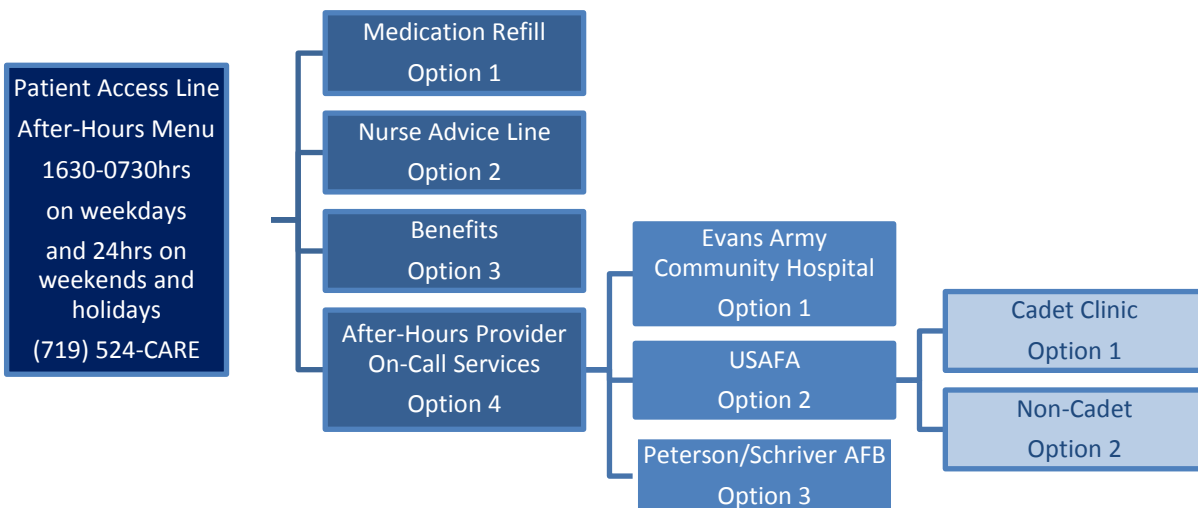 Patient Access Line
After-Hours Menu
1630-0730hrs
on weekdays
and 24hrs on
weekends and
holidays
(719) 524-CARE
Medication Refill
Option 1
Nurse Advice Line
Option 2
Benefits
Option 3
After-Hours Provider
On-Call Services
Option 4
Evans Army
Community Hospital
Option 1
USAFA
Option 2
Peterson/Schriver AFB
Option 3
Cadet Clinic
Option 1
Non-Cadet
Option 2